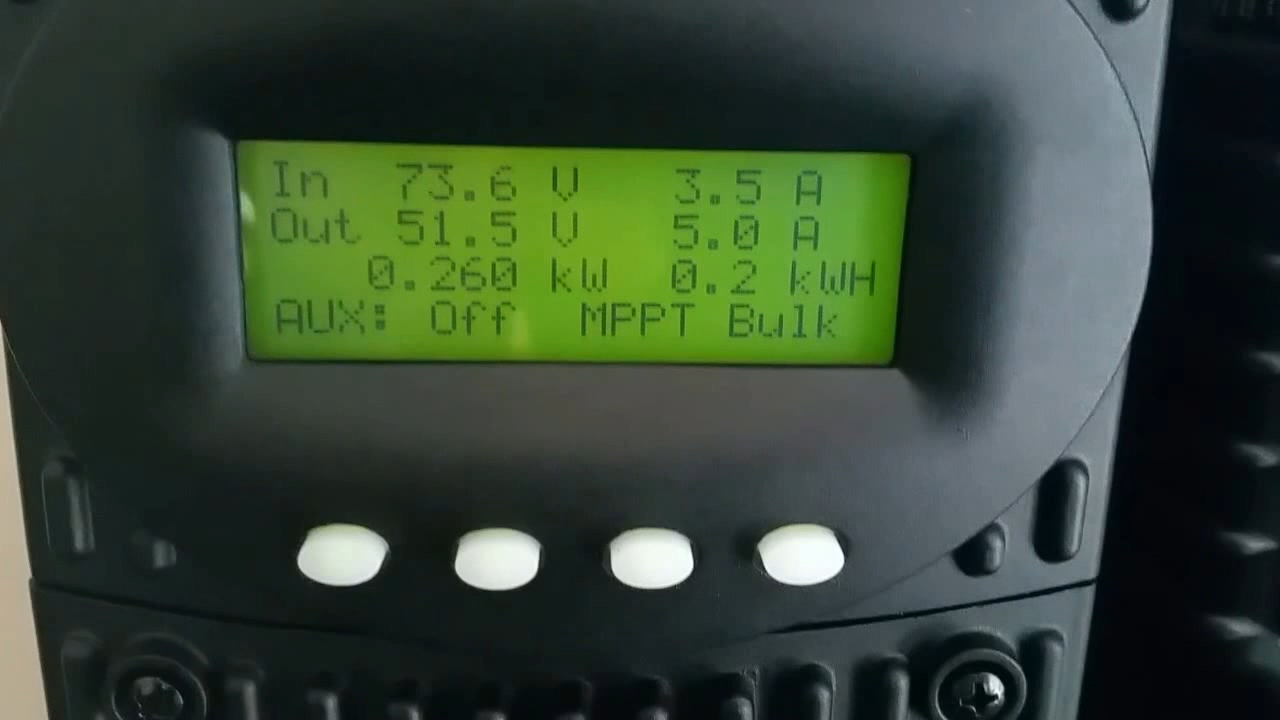 In 73.6 V 3.5 A
Out 51.5 V 5.0 A
0.260 kW 0.2 kWH
AUX: Off MPPT Bulk